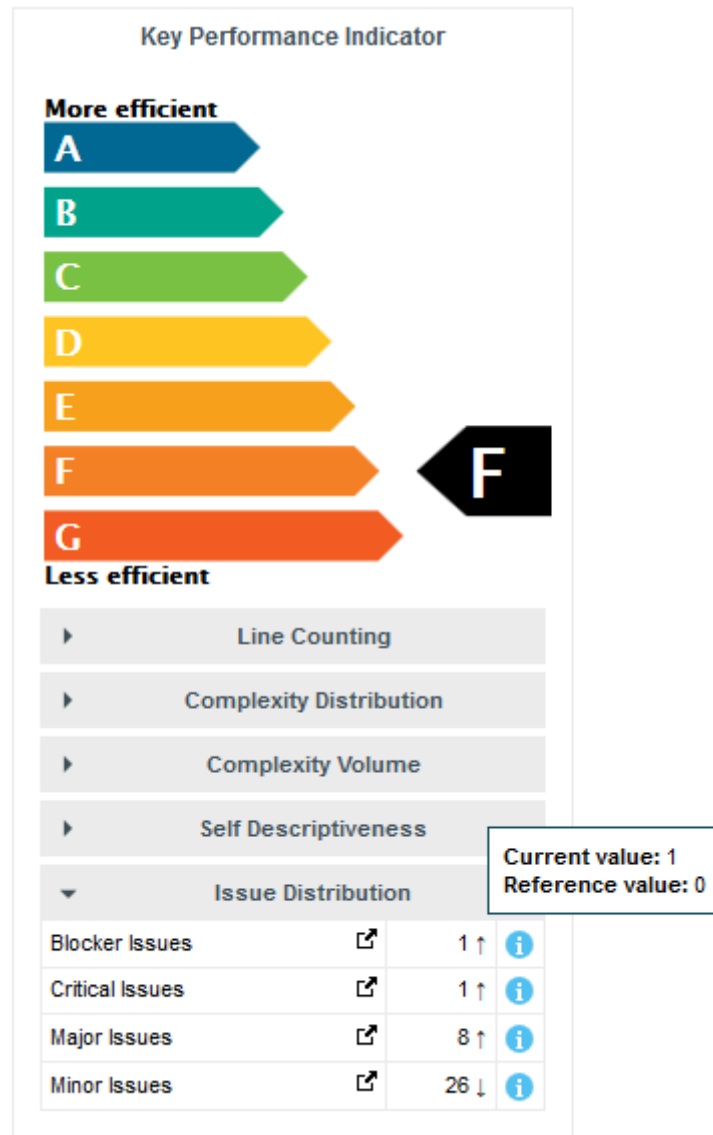 Key Performance Indicator
More efficient
A
B
C
D
E
F
F
G
Less efficient
Line Counting
Complexity Distribution
Complexity Volume
Self Descriptiveness
Current value: 1
Reference value: 0
Issue Distribution
Blocker Issues 1 ↑
Critical Issues 1 ↑
Major Issues 8 ↑
Minor Issues 26 ↓